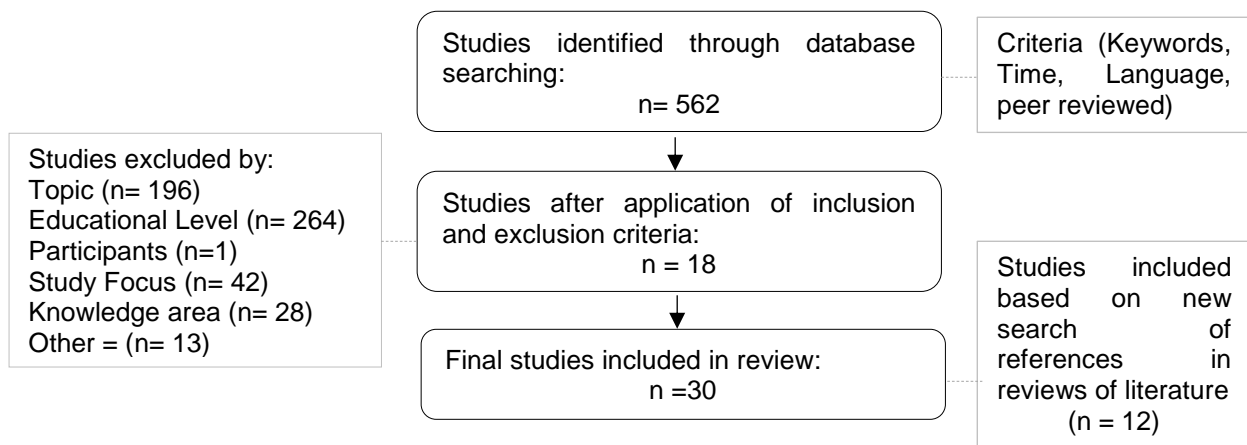 Studies identified through database
searching:
n= 562
Criteria (Keywords,
Time, Language,
peer reviewed)
Studies excluded by:
Topic (n= 196)
Educational Level (n= 264)
Participants (n=1)
Study Focus (n= 42)
Knowledge area (n= 28)
Other = (n= 13)
Studies after application of inclusion
and exclusion criteria:
n = 18
Studies included
based on new
search of
references in
reviews of literature
(n = 12)
Final studies included in review:
n =30